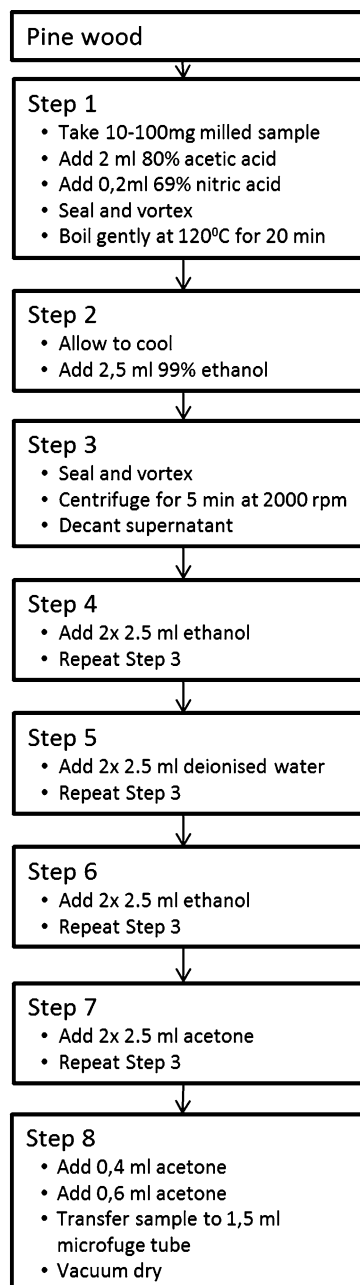 Pine wood
Step 1
• Take 10-100mg milled sample
• Add 2 ml 80% acetic acid
• Add 0,2ml 69% nitric acid
• Seal and vortex
• Boil gently at 120⁰C for 20 min
Step 2
• Allow to cool
• Add 2,5 ml 99% ethanol
Step 3
• Seal and vortex
• Centrifuge for 5 min at 2000 rpm
• Decant supernatant
Step 4
• Add 2x 2.5 ml ethanol
• Repeat Step 3
Step 5
• Add 2x 2.5 ml deionised water
• Repeat Step 3
Step 6
• Add 2x 2.5 ml ethanol
• Repeat Step 3
Step 7
• Add 2x 2.5 ml acetone
• Repeat Step 3
Step 8
• Add 0,4 ml acetone
• Add 0,6 ml acetone
• Transfer sample to 1,5 ml
microfuge tube
• Vacuum dry